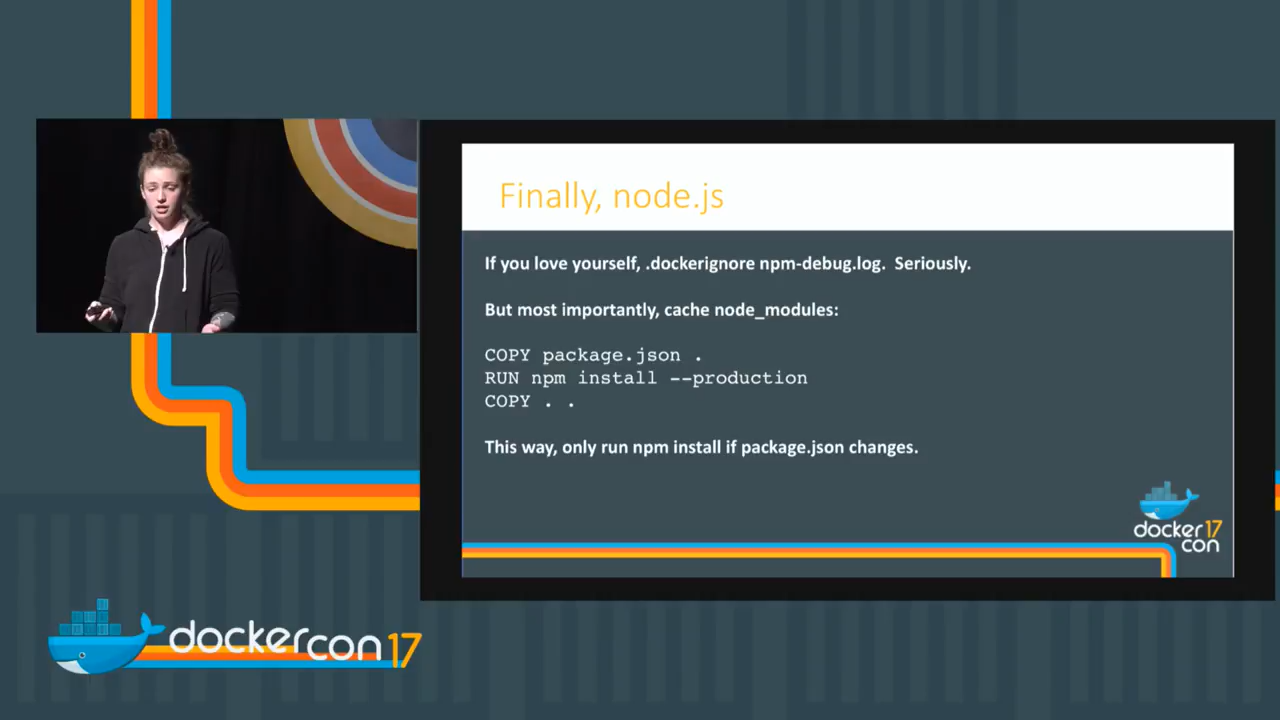 Finally, node.js
If you love yourself, .dockerignore npm-debug.log.  Seriously.
But most importantly, cache node_modules:
COPY package.json .
RUN npm install --production
COPY . .
This way, only run npm install if package.json changes.
docker 17
con
dockercon 17